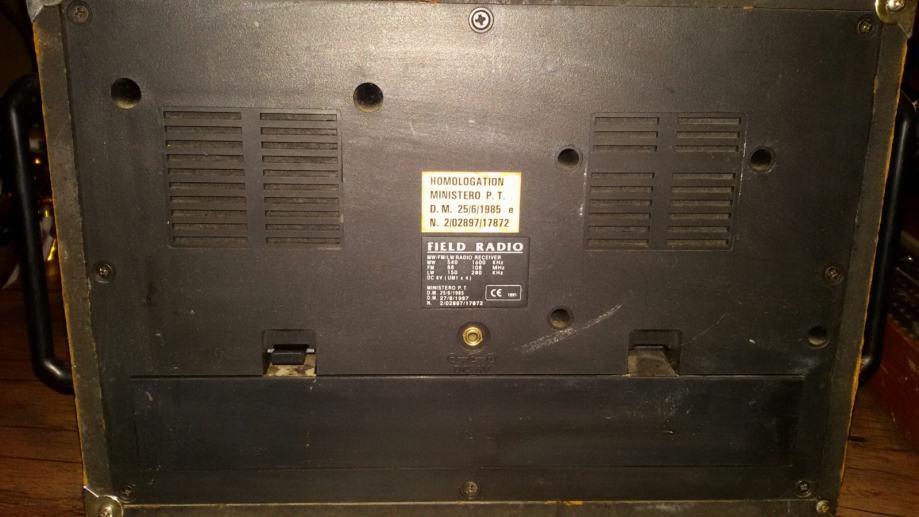 HOMOLOGATION
MINISTERO P. T.
D. M. 25/6/1985 e
N. 2/02897/17872
FIELD RADIO
MW/FM/LW RADIO RECEIVER
MW 540 - 1600 KHz
FM 88 - 108 MHz
LW 150 - 280 KHz
DC 6V (UM1 x 4)
MINISTERO P.T.
D.M. 25/6/1985
D.M. 27/8/1987
N. 2/02897/17872
CE 1991